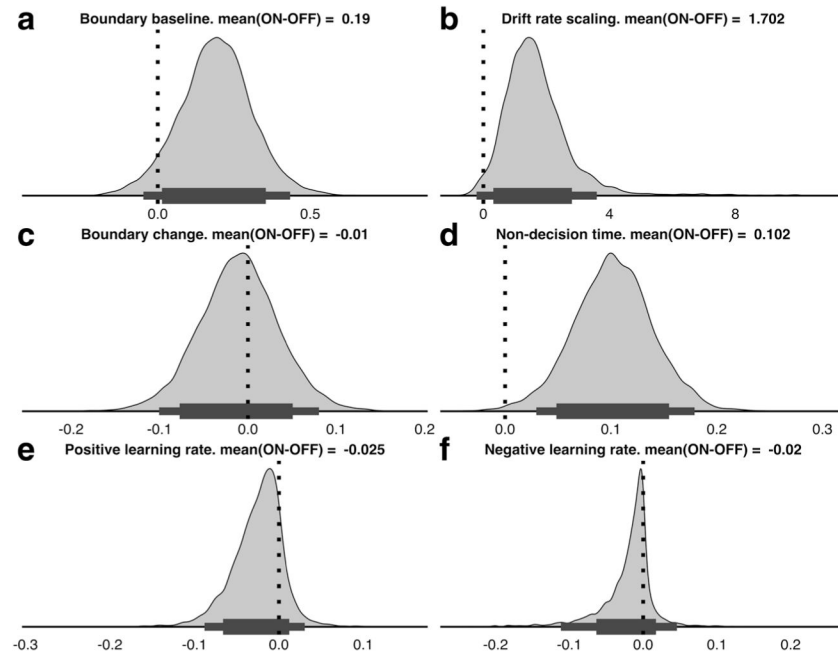 a Boundary baseline. mean(ON-OFF) = 0.19
0.0 0.5
b Drift rate scaling. mean(ON-OFF) = 1.702
0 4 8
c Boundary change. mean(ON-OFF) = -0.01
-0.2 -0.1 0.0 0.1 0.2
d Non-decision time. mean(ON-OFF) = 0.102
0.0 0.1 0.2 0.3
e Positive learning rate. mean(ON-OFF) = -0.025
-0.3 -0.2 -0.1 0.0 0.1
f Negative learning rate. mean(ON-OFF) = -0.02
-0.2 -0.1 0.0 0.1 0.2